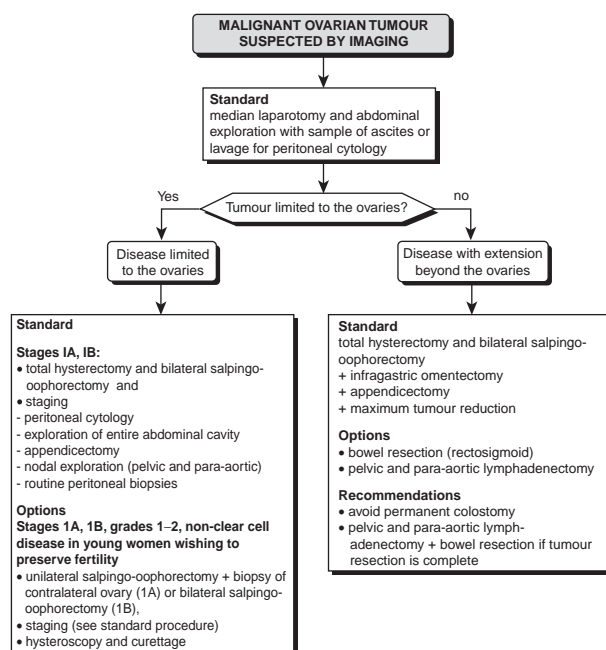 MALIGNANT OVARIAN TUMOUR
SUSPECTED BY IMAGING
Standard
median laparotomy and abdominal
exploration with sample of ascites or
lavage for peritoneal cytology
Yes
Tumour limited to the ovaries?
no
Disease limited
to the ovaries
Disease with extension
beyond the ovaries
Standard
Stages IA, IB:
• total hysterectomy and bilateral salpingo-
oophorectomy and
• staging
- peritoneal cytology
- exploration of entire abdominal cavity
- appendicectomy
- nodal exploration (pelvic and para-aortic)
- routine peritoneal biopsies
Options
Stages 1A, 1B, grades 1–2, non-clear cell
disease in young women wishing to
preserve fertility
• unilateral salpingo-oophorectomy + biopsy of
contralateral ovary (1A) or bilateral salpingo-
oophorectomy (1B),
• staging (see standard procedure)
• hysteroscopy and curettage
Standard
total hysterectomy and bilateral salpingo-
oophorectomy
+ infragastric omentectomy
+ appendicectomy
+ maximum tumour reduction
Options
• bowel resection (rectosigmoid)
• pelvic and para-aortic lymphadenectomy
Recommendations
• avoid permanent colostomy
• pelvic and para-aortic lymph-
adenectomy + bowel resection if tumour
resection is complete